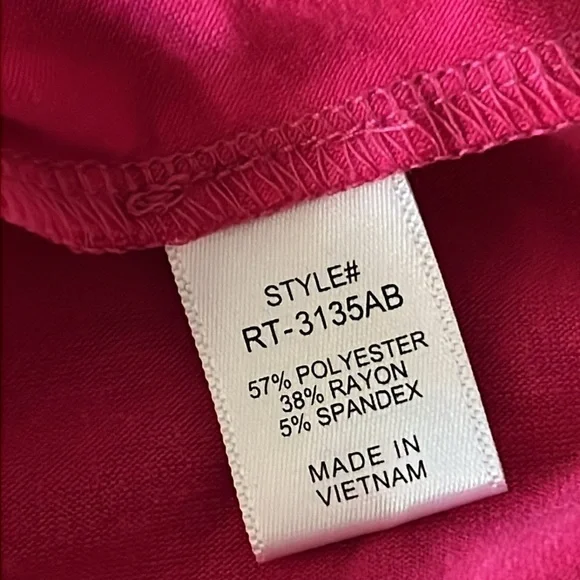 STYLE#
RT-3135AB
57% POLYESTER
38% RAYON
5% SPANDEX
MADE IN
VIETNAM